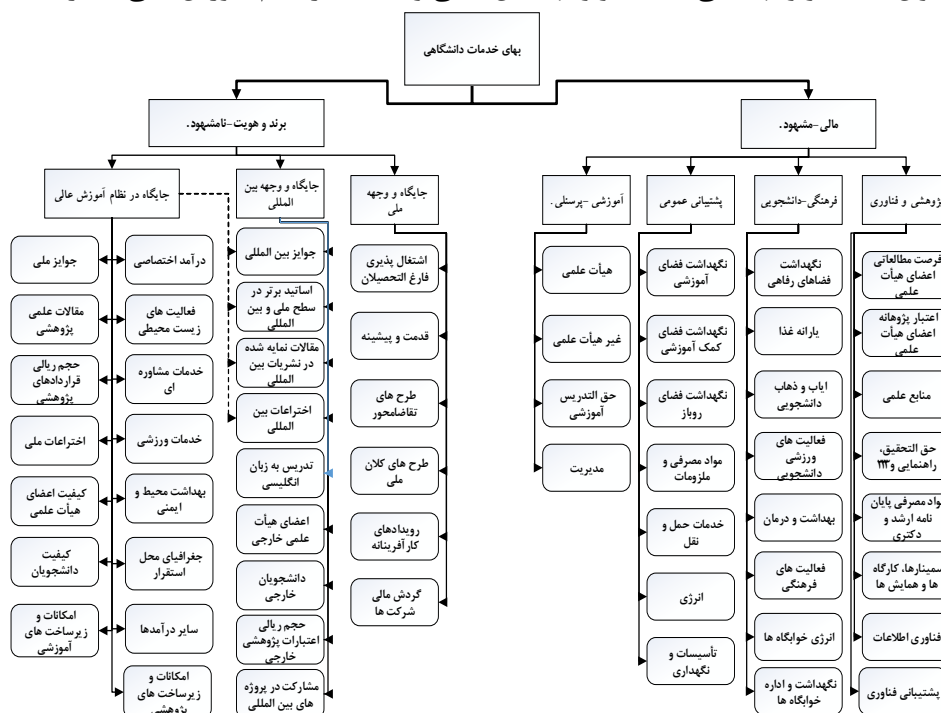 بهای خدمات دانشگاهی
مالی-مشهود.
برند و هویت-نامشهود.
پژوهشی و فناوری
فرهنگی-دانشجویی
پشتیبانی عمومی
آموزشی -پرسنلی.
جایگاه و وجهه
ملی
جایگاه و وجهه بین
المللی
جایگاه در نظام آموزش عالی
فرصت مطالعاتی
اعضای هیأت
علمی
اعتبار پژوهانه
اعضای هیأت
علمی
منابع علمی
حق التحقیق،
راهنمایی و
مواد مصرفی پایان
نامه ارشد و
دکتری
سمینارها، کارگاه
ها و همایش ها
فناوری اطلاعات
پشتیبانی فناوری
نگهداشت
فضاهای رفاهی
یارانه غذا
ایاب و ذهاب
دانشجویی
فعالیت های
ورزشی
دانشجویی
بهداشت و درمان
فعالیت های
فرهنگی
انرژی خوابگاه ها
نگهداشت و اداره
خوابگاه ها
نگهداشت فضای
آموزشی
نگهداشت فضای
کمک آموزشی
نگهداشت فضای
روباز
مواد مصرفی و
ملزومات
خدمات حمل و
نقل
انرژی
تأسیسات و
نگهداری
هیأت علمی
غیر هیأت علمی
حق التدریس
آموزشی
مدیریت
اشتغال پذیری
فارغ التحصیلان
قدمت و پیشینه
طرح های
تقاضامحور
طرح های کلان
ملی
رویدادهای
کارآفرینانه
گردش مالی
شرکت ها
جوایز بین المللی
اساتید برتر در
سطح ملی و بین
المللی
مقالات نمایه شده
در نشریات بین
المللی
اختراعات بین
المللی
تدریس به زبان
انگلیسی
اعضای هیأت
علمی خارجی
دانشجویان
خارجی
حجم ریالی
اعتبارات پژوهشی
خارجی
مشارکت در پروژه
های بین المللی
درآمد اختصاصی
فعالیت های
زیست محیطی
خدمات مشاوره
ای
خدمات ورزشی
بهداشت محیط و
ایمنی
جغرافیای محل
استقرار
سایر درآمدها
امکانات و
زیرساخت های
پژوهشی
جوایز ملی
مقالات علمی
پژوهشی
حجم ریالی
قراردادهای
پژوهشی
اختراعات ملی
کیفیت اعضای
هیأت علمی
کیفیت
دانشجویان
امکانات و
زیرساخت های
آموزشی